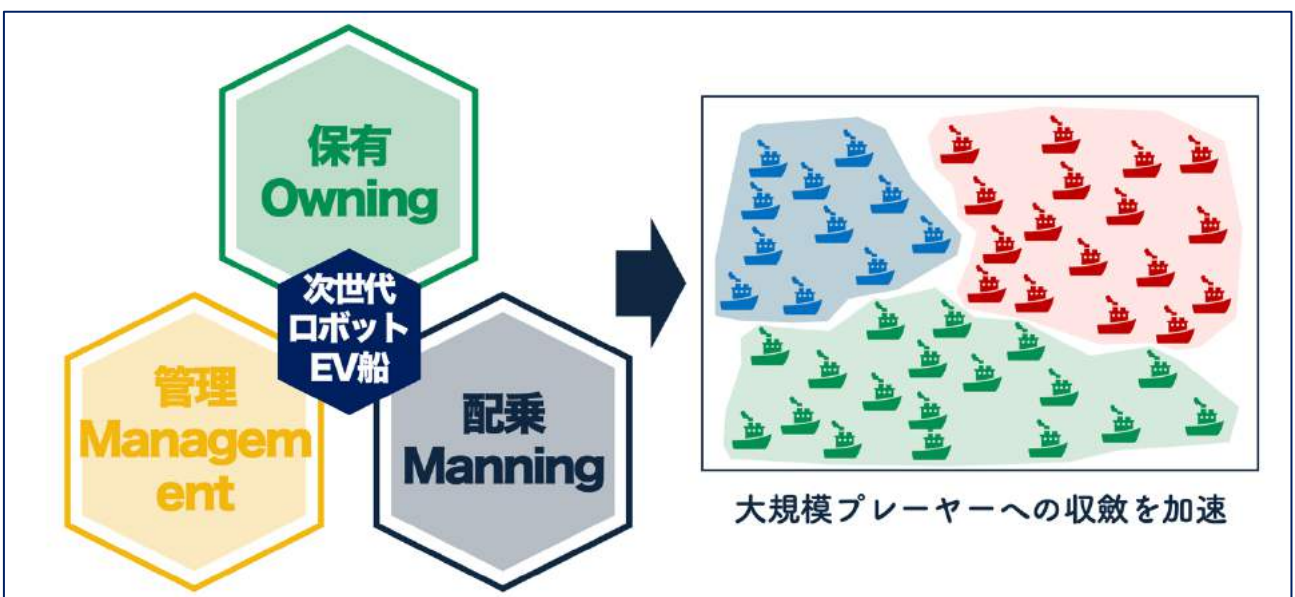 保有
Owning
次世代
ロボット
EV船
管理
Managem
ent
配乗
Manning
大規模プレーヤーへの収斂を加速